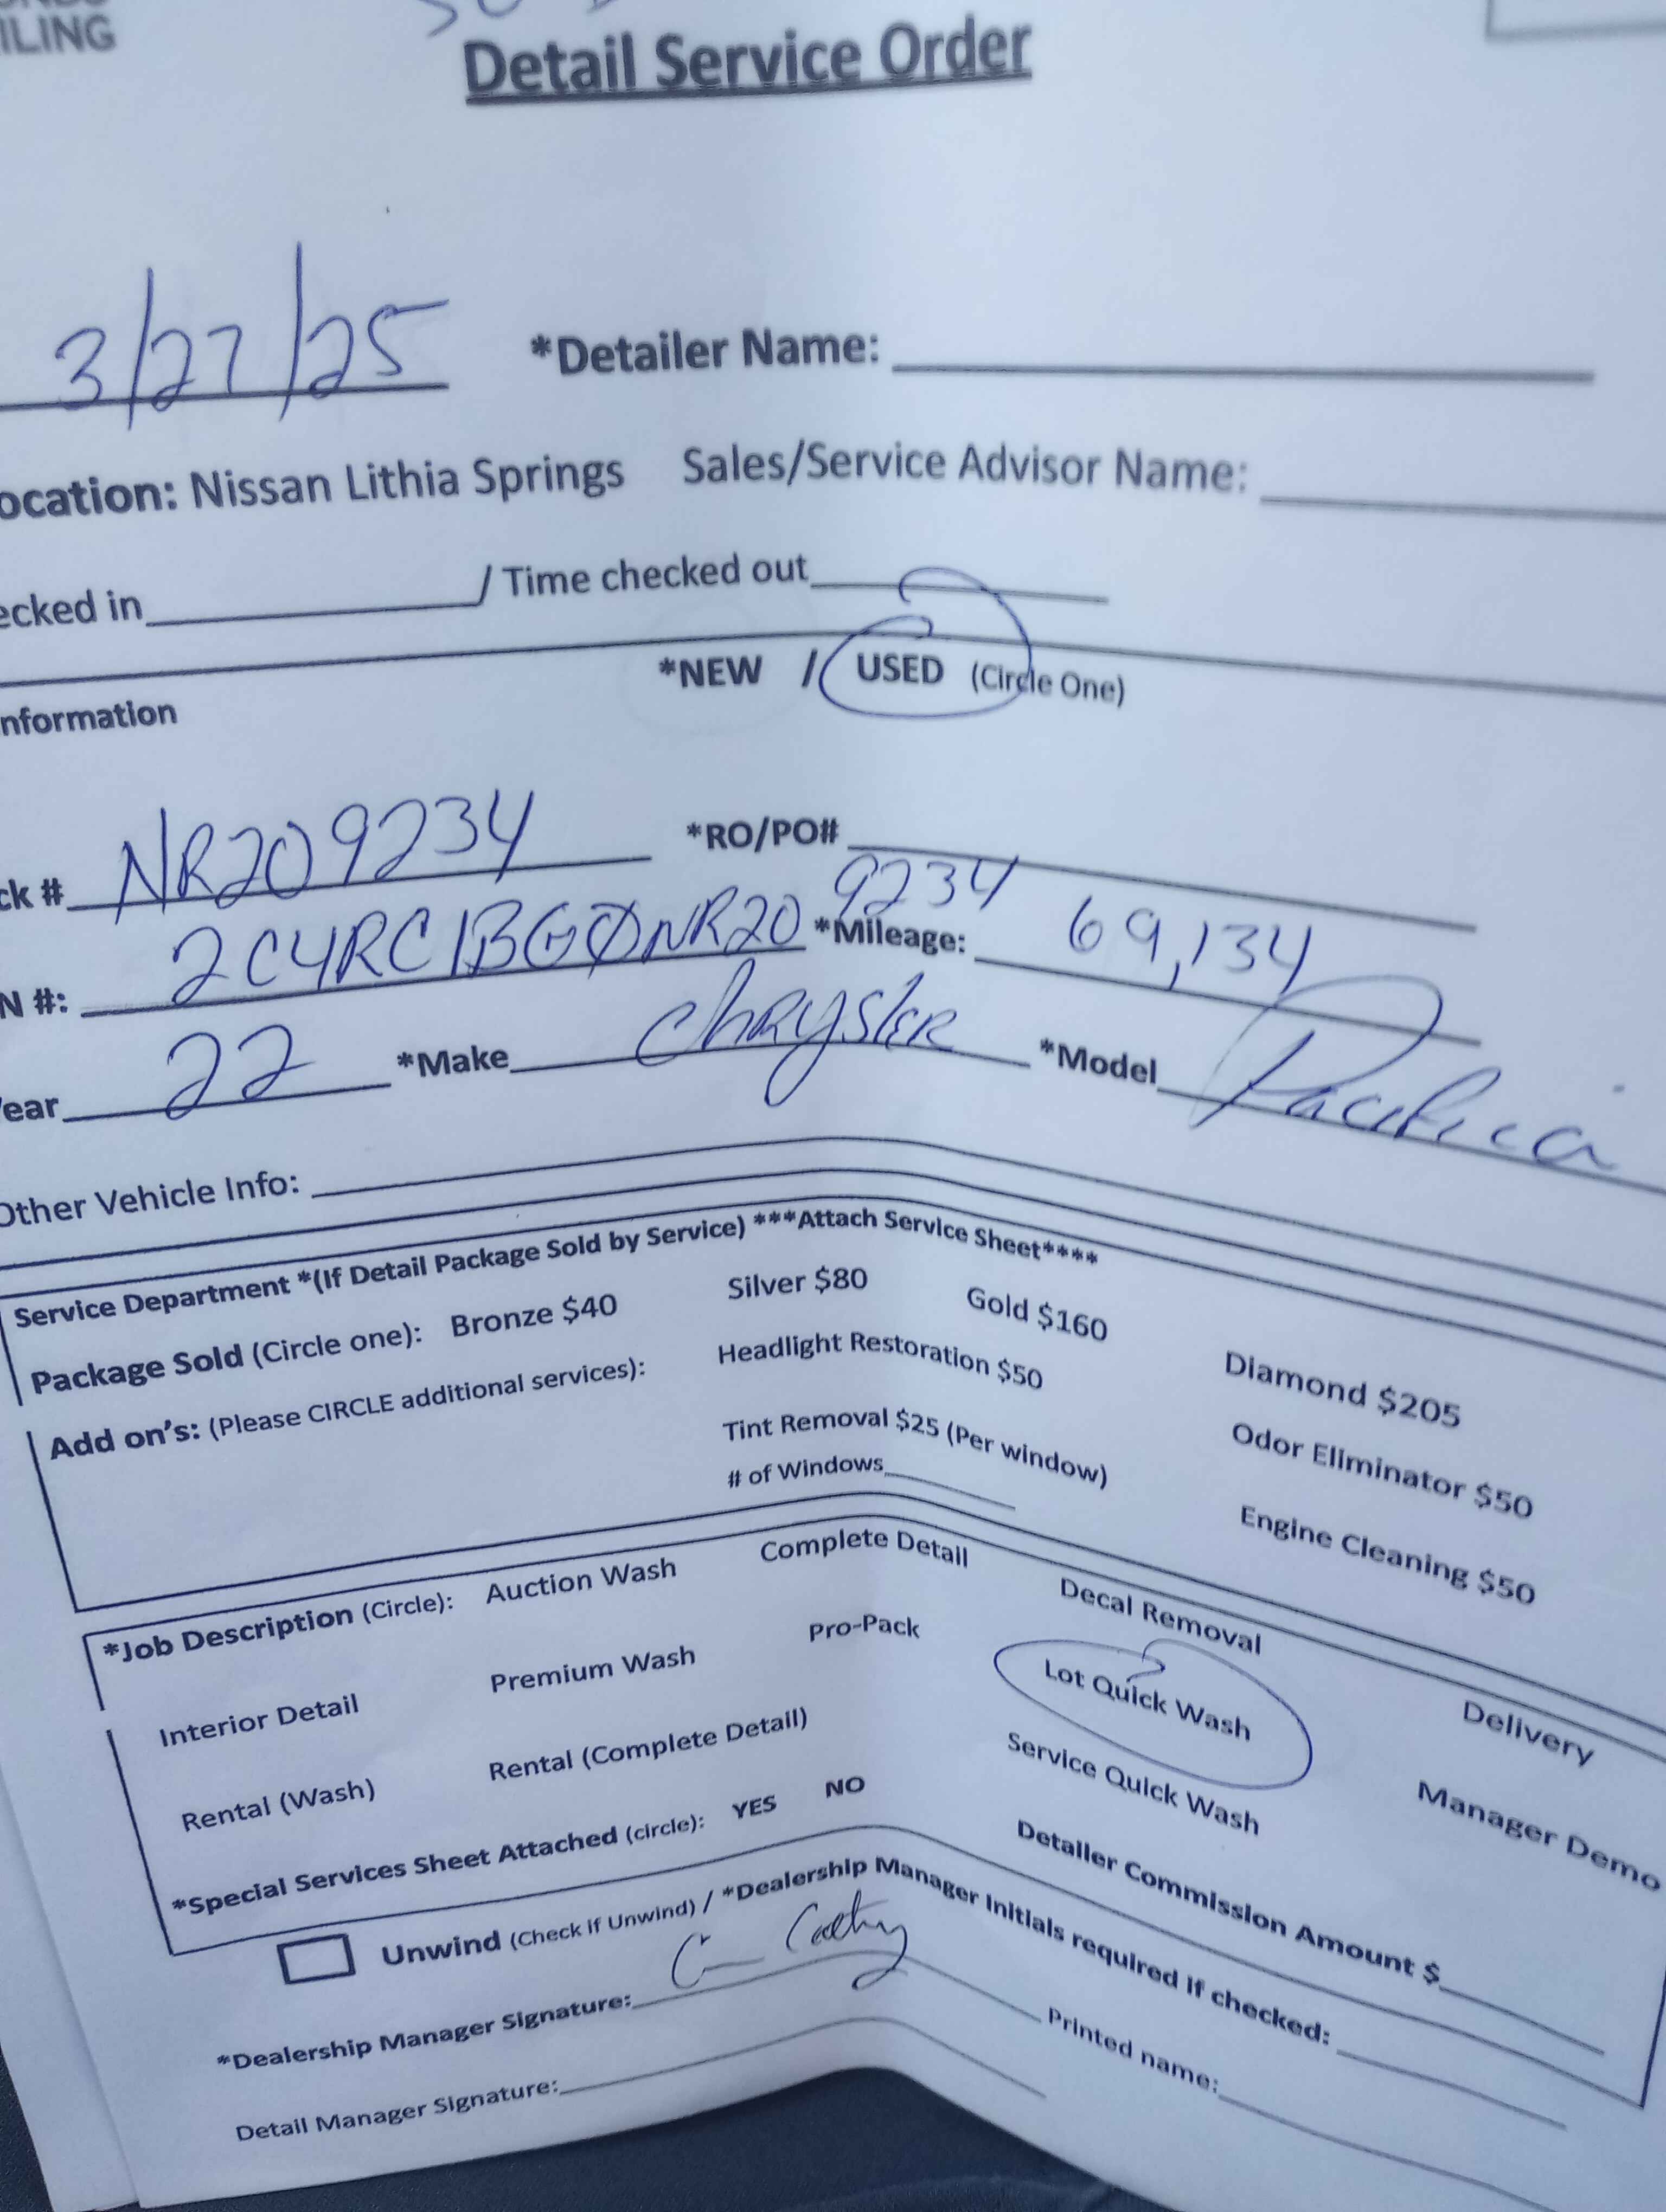 ILING
Detail Service Order
3/27/25 *Detailer Name:
ocation: Nissan Lithia Springs Sales/Service Advisor Name:
ecked in / Time checked out
*NEW / USED (Circle One)
nformation
ck # NR209234 *RO/PO#
N #: 2C4RC1BG0NR209234 *Mileage: 69,134
ear 22 *Make Chrysler *Model Pacifica
Other Vehicle Info:
Service Department *(If Detail Package Sold by Service) ***Attach Service Sheet****
Package Sold (Circle one): Bronze $40 Silver $80 Gold $160 Diamond $205
Add on's: (Please CIRCLE additional services): Headlight Restoration $50 Odor Eliminator $50
Tint Removal $25 (Per window) Engine Cleaning $50
# of Windows
*Job Description (Circle): Auction Wash Complete Detail Decal Removal Delivery
Interior Detail Premium Wash Pro-Pack Lot Quick Wash Manager Demo
Rental (Wash) Rental (Complete Detail) Service Quick Wash
*Special Services Sheet Attached (circle): YES NO Detailer Commission Amount $
Unwind (Check if Unwind) / *Dealership Manager Initials required if checked:
*Dealership Manager Signature: Printed name:
Detail Manager Signature: